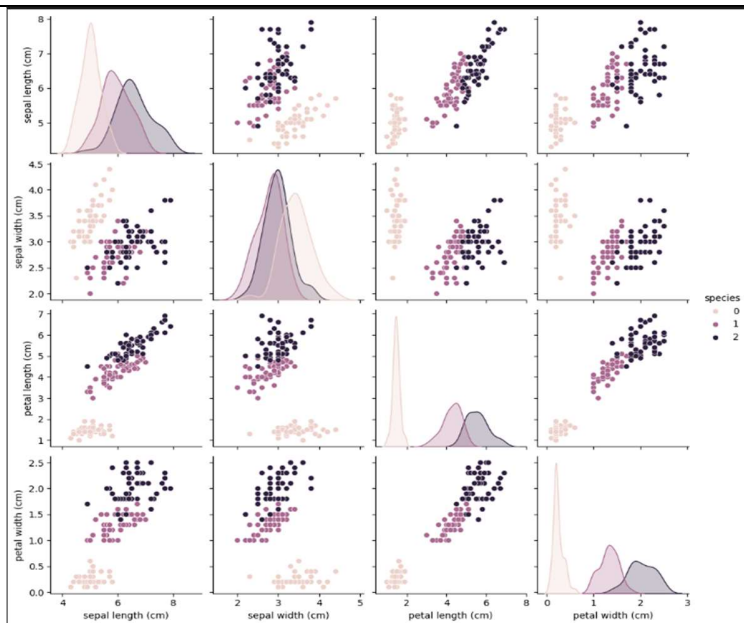 8
7
6
5
sepal length (cm)
4.5
4.0
3.5
3.0
2.5
2.0
sepal width (cm)
species
0
1
2
7
6
5
4
3
2
1
petal length (cm)
2.5
2.0
1.5
1.0
0.5
0.0
petal width (cm)
4 6 8
2 3 4 5
2 4 6 8
0 1 2 3
sepal length (cm)
sepal width (cm)
petal length (cm)
petal width (cm)